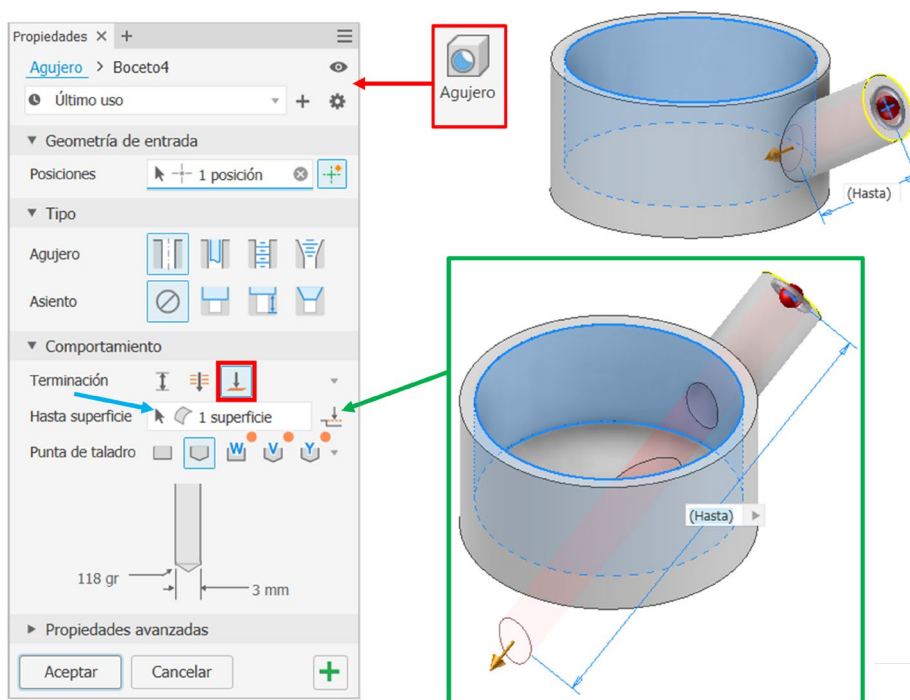 Propiedades × +
Agujero > Boceto4
Último uso
Geometría de entrada
Posiciones 1 posición
Tipo
Agujero
Asiento
Comportamiento
Terminación
Hasta superficie 1 superficie
Punta de taladro W V Y
118 gr
3 mm
Propiedades avanzadas
Aceptar Cancelar
Agujero
(Hasta)
(Hasta)